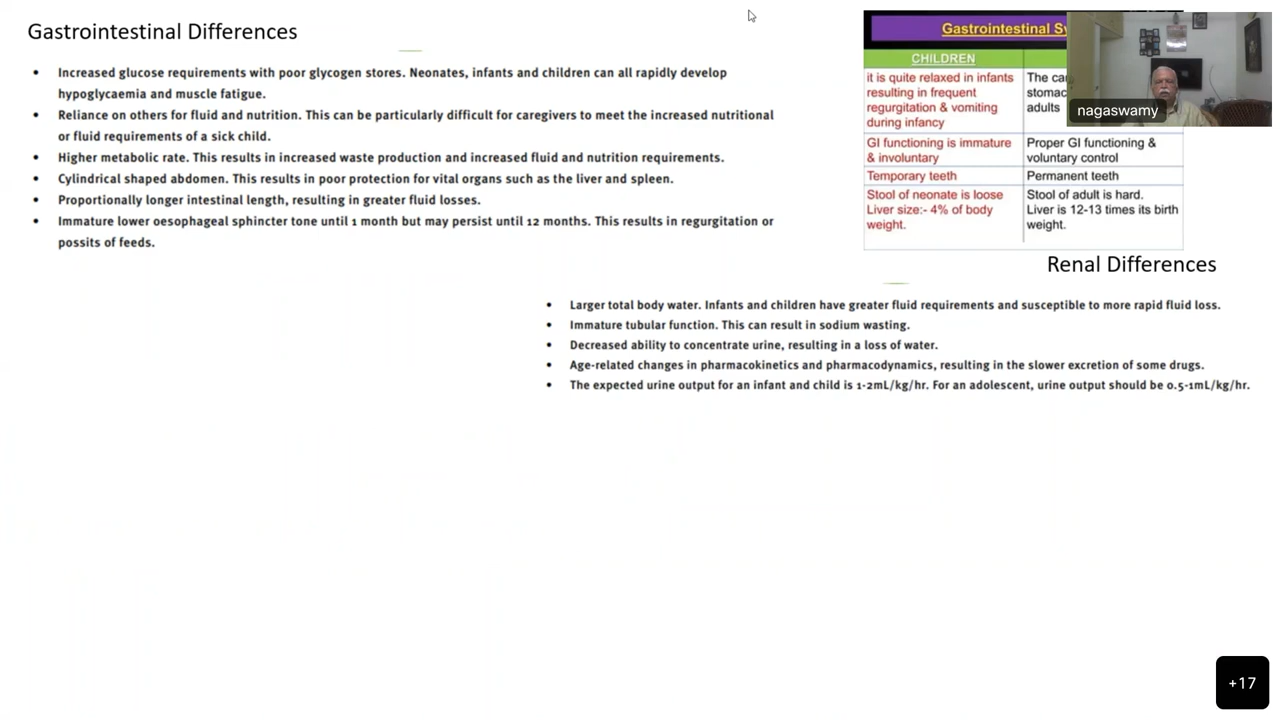 Gastrointestinal Differences
• Increased glucose requirements with poor glycogen stores. Neonates, infants and children can all rapidly develop
hypoglycaemia and muscle fatigue.
• Reliance on others for fluid and nutrition. This can be particularly difficult for caregivers to meet the increased nutritional
or fluid requirements of a sick child.
• Higher metabolic rate. This results in increased waste production and increased fluid and nutrition requirements.
• Cylindrical shaped abdomen. This results in poor protection for vital organs such as the liver and spleen.
• Proportionally longer intestinal length, resulting in greater fluid losses.
• Immature lower oesophageal sphincter tone until 1 month but may persist until 12 months. This results in regurgitation or
possits of feeds.
Gastrointestinal
CHILDREN
it is quite relaxed in infants
resulting in frequent
regurgitation & vomiting
during infancy
The
adults
GI functioning is immature
& involuntary
Proper GI functioning &
voluntary control
Temporary teeth
Permanent teeth
Stool of neonate is loose
Liver size:- 4% of body
weight.
Stool of adult is hard.
Liver is 12-13 times its birth
weight.
nagaswamy
Renal Differences
• Larger total body water. Infants and children have greater fluid requirements and susceptible to more rapid fluid loss.
• Immature tubular function. This can result in sodium wasting.
• Decreased ability to concentrate urine, resulting in a loss of water.
• Age-related changes in pharmacokinetics and pharmacodynamics, resulting in the slower excretion of some drugs.
• The expected urine output for an infant and child is 1-2mL/kg/hr. For an adolescent, urine output should be 0.5-1mL/kg/hr.
+17